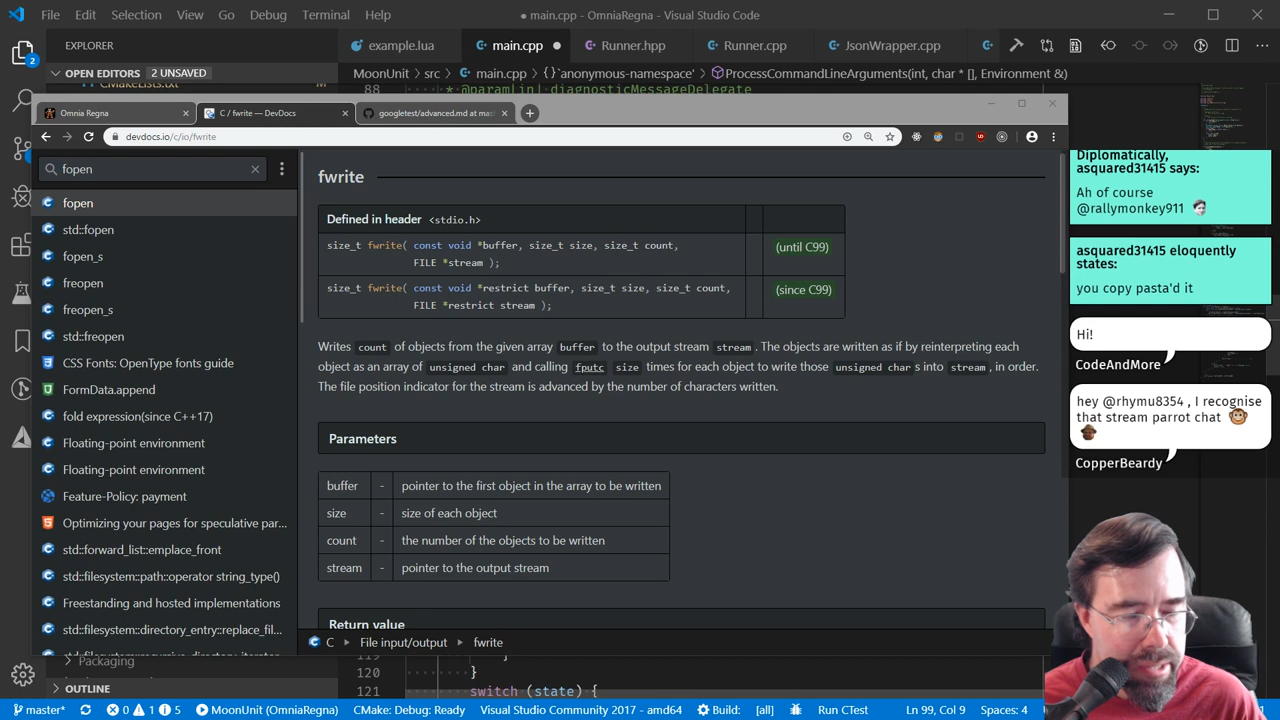 File Edit Selection View Go Debug Terminal Help
● main.cpp - OmniaRegna - Visual Studio Code
EXPLORER
example.lua main.cpp Runner.hpp Runner.cpp JsonWrapper.cpp
OPEN EDITORS 2 UNSAVED
MoonUnit > src > main.cpp > {} `anonymous-namespace' > ProcessCommandLineArguments(int, char * [], Environment &)
CMakeLists.txt
88 * @param[in] diagnosticMessageDelegate
2
Omnia Regna
C / fwrite — DevDocs
googletest/advanced.md at mas
devdocs.io/c/io/fwrite
fopen
fopen
std::fopen
fopen_s
freopen
freopen_s
std::freopen
CSS Fonts: OpenType fonts guide
FormData.append
fold expression(since C++17)
Floating-point environment
Floating-point environment
Feature-Policy: payment
Optimizing your pages for speculative par...
std::forward_list::emplace_front
std::filesystem::path::operator string_type()
Freestanding and hosted implementations
std::filesystem::directory_entry::replace_fil...
fwrite
Defined in header <stdio.h>
size_t fwrite( const void *buffer, size_t size, size_t count,
FILE *stream );
(until C99)
size_t fwrite( const void *restrict buffer, size_t size, size_t count,
FILE *restrict stream );
(since C99)
Writes count of objects from the given array buffer to the output stream stream. The objects are written as if by reinterpreting each
object as an array of unsigned char and calling fputc size times for each object to write those unsigned chars into stream, in order.
The file position indicator for the stream is advanced by the number of characters written.
Parameters
buffer - pointer to the first object in the array to be written
size - size of each object
count - the number of the objects to be written
stream - pointer to the output stream
Return value
C File input/output fwrite
Diplomatically,
asquared31415 says:
Ah of course
@rallymonkey911
asquared31415 eloquently
states:
you copy pasta'd it
Hi!
CodeAndMore
hey @rhymu8354 , I recognise
that stream parrot chat
CopperBeardy
Packaging
119 }
120 }
121 switch (state) {
OUTLINE
master* 0 1 5 MoonUnit (OmniaRegna) CMake: Debug: Ready Visual Studio Community 2017 - amd64 Build: [all] Run CTest Ln 99, Col 9 Spaces: 4